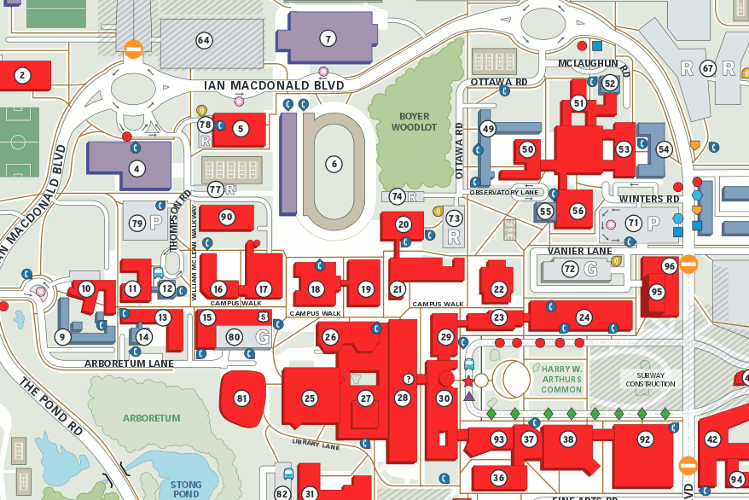 64
7
2
IAN MACDONALD BLVD
MCLAUGHLIN RD
R 67 R
OTTAWA RD
52
51
BOYER
WOODLOT
78
R
5
49
OTTAWA RD
50
53
54
6
4
77 R
OBSERVATORY LANE
74 R
WINTERS RD
THOMPSON RD
WILLIAM MCLEAN WALKWAY
IAN MACDONALD BLVD
79 P
90
20
73
R
55
56
71 P
VANIER LANE
72 G
96
10
11
12
16
17
18
19
21
22
95
CAMPUS WALK
CAMPUS WALK
CAMPUS WALK
9
13
14
15
S
80 G
26
29
23
24
ARBORETUM LANE
THE POND RD
ARBORETUM
81
25
27
28
?
30
HARRY W.
ARTHURS
COMMON
SUBWAY
CONSTRUCTION
4
LIBRARY LANE
93
37
38
92
42
STONG
POND
82
31
36
94
FINE ARTS RD
BLVD